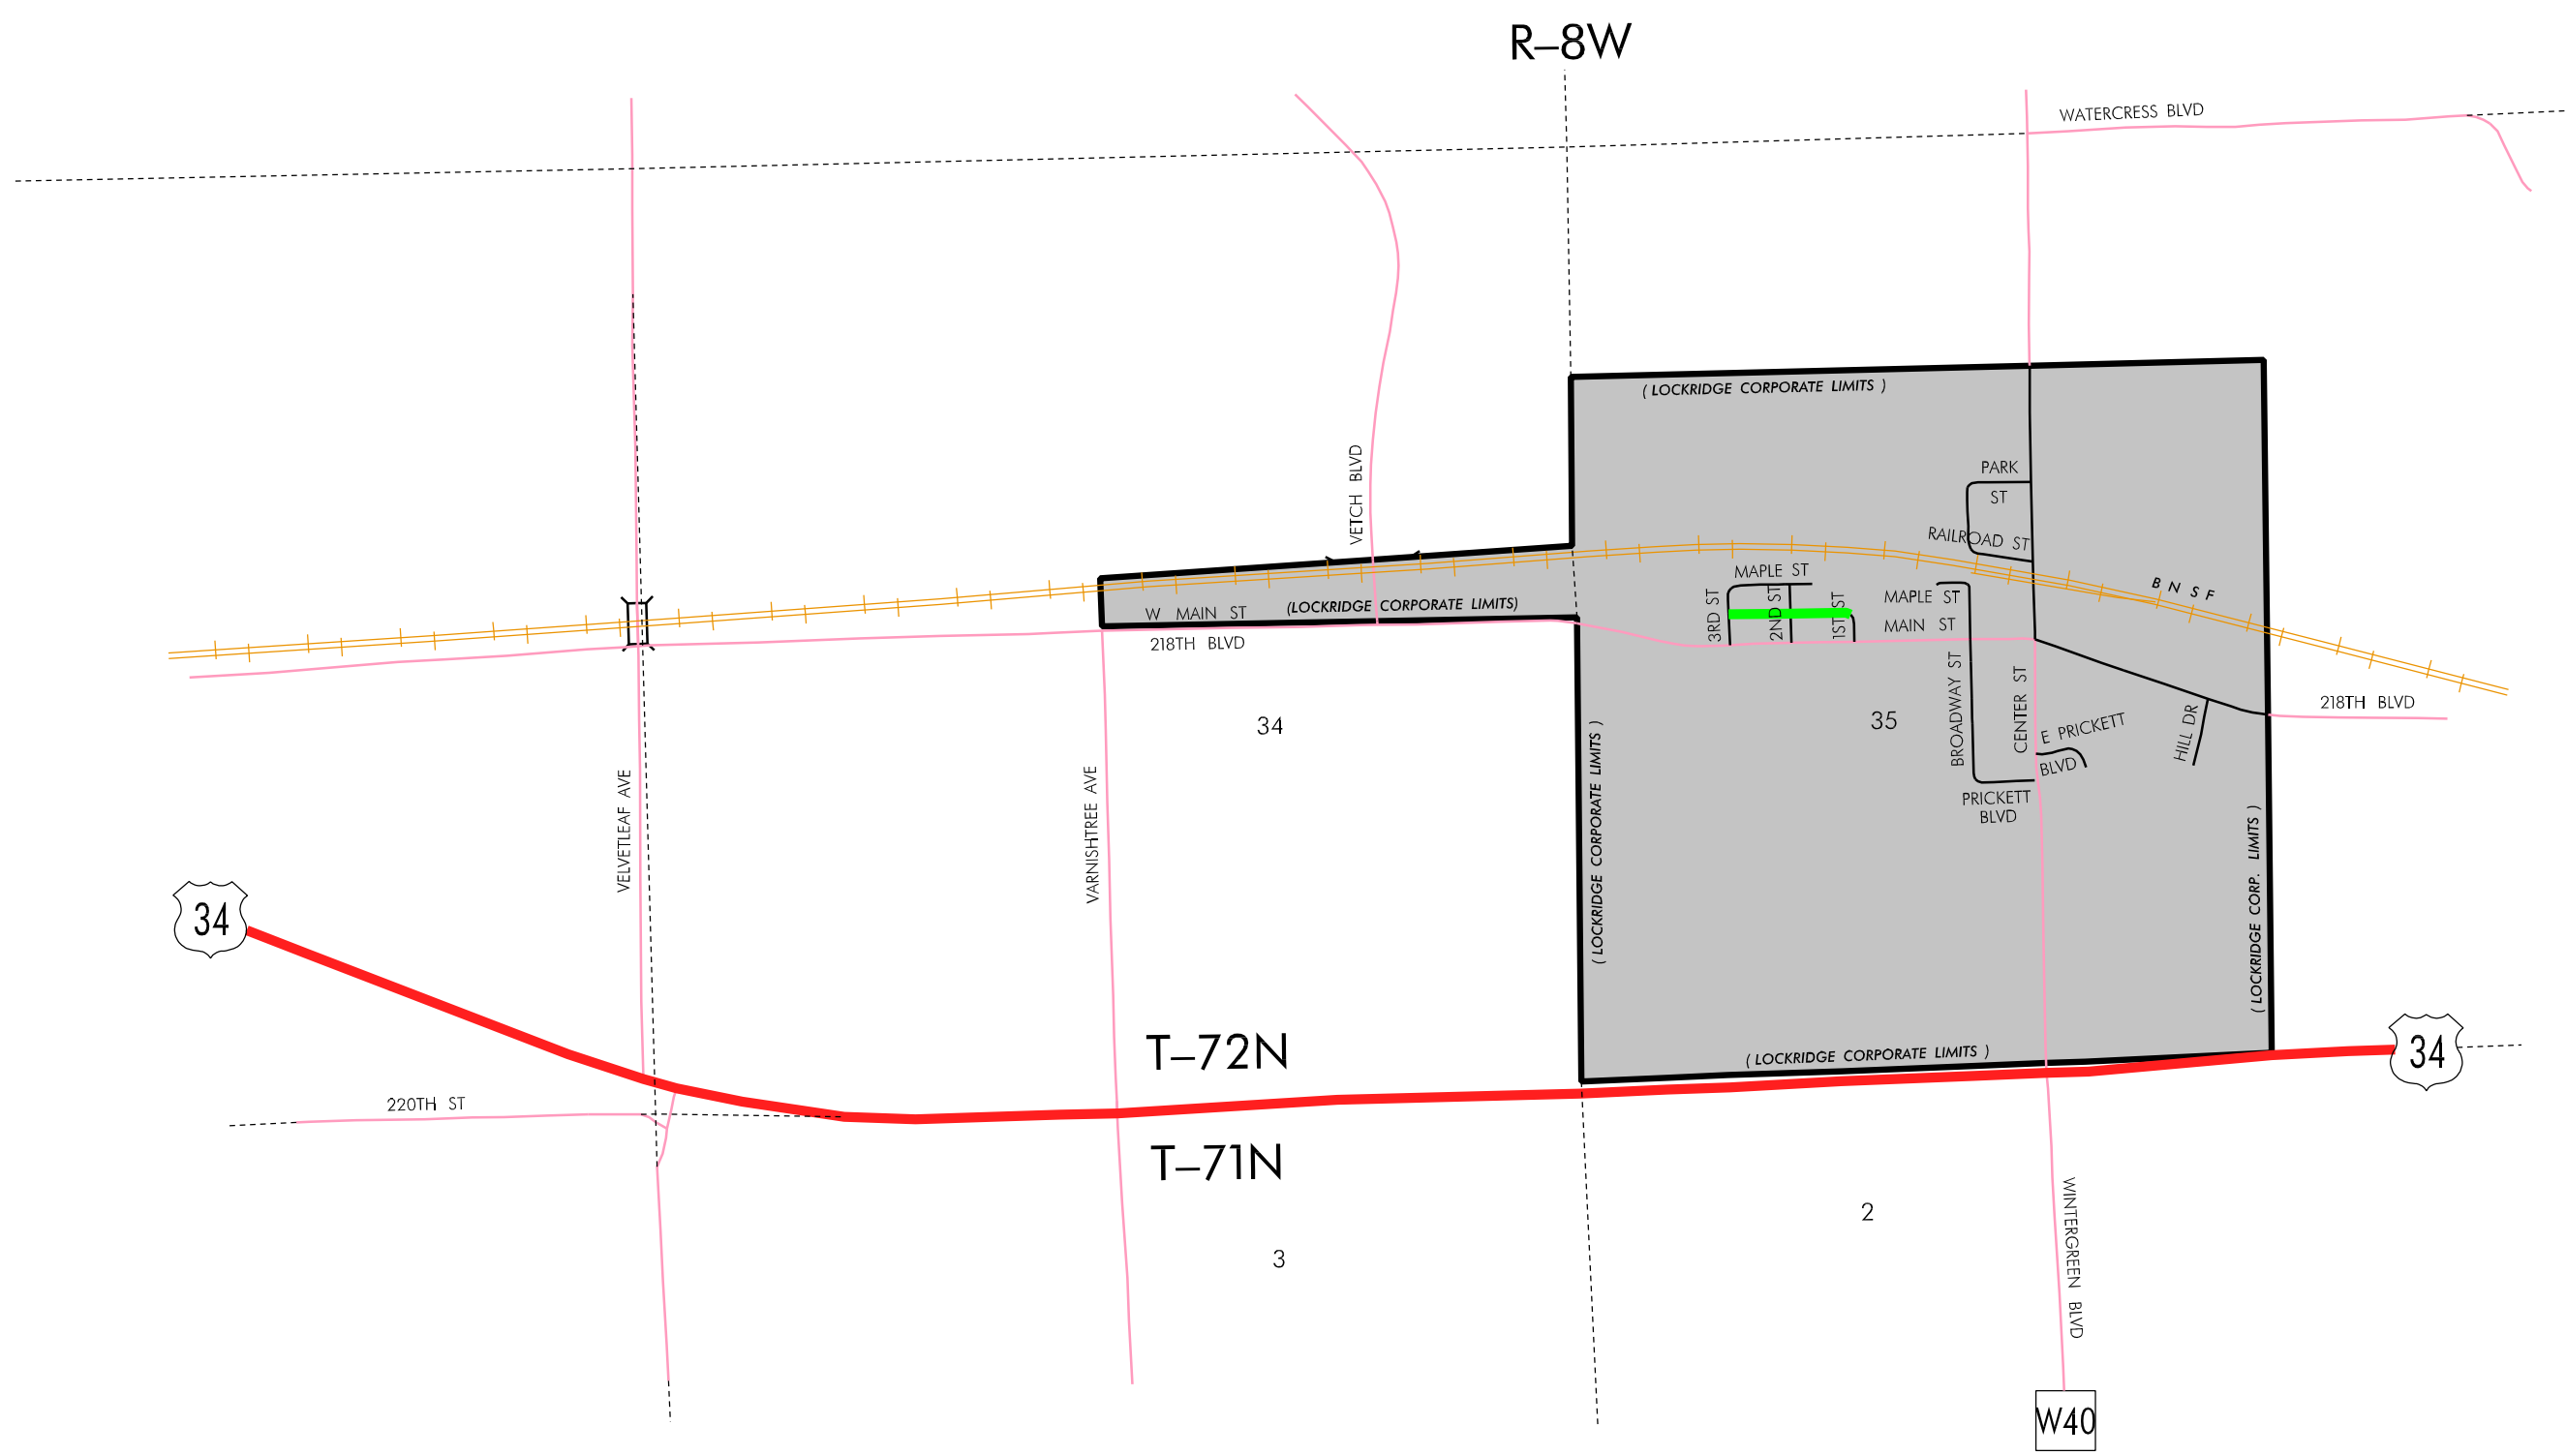 R–8W
WATERCRESS BLVD
( LOCKRIDGE CORPORATE LIMITS )
VETCH BLVD
PARK
ST
RAILROAD ST
MAPLE ST
B N S F
3RD ST
2ND ST
1ST ST
MAPLE ST
MAIN ST
W MAIN ST
(LOCKRIDGE CORPORATE LIMITS)
218TH BLVD
34
35
BROADWAY ST
CENTER ST
E PRICKETT
BLVD
HILL DR
218TH BLVD
PRICKETT
BLVD
VELVETLEAF AVE
VARNISHTREE AVE
( LOCKRIDGE CORPORATE LIMITS )
( LOCKRIDGE CORP. LIMITS )
34
T–72N
( LOCKRIDGE CORPORATE LIMITS )
34
220TH ST
T–71N
3
2
WINTERGREEN BLVD
W40